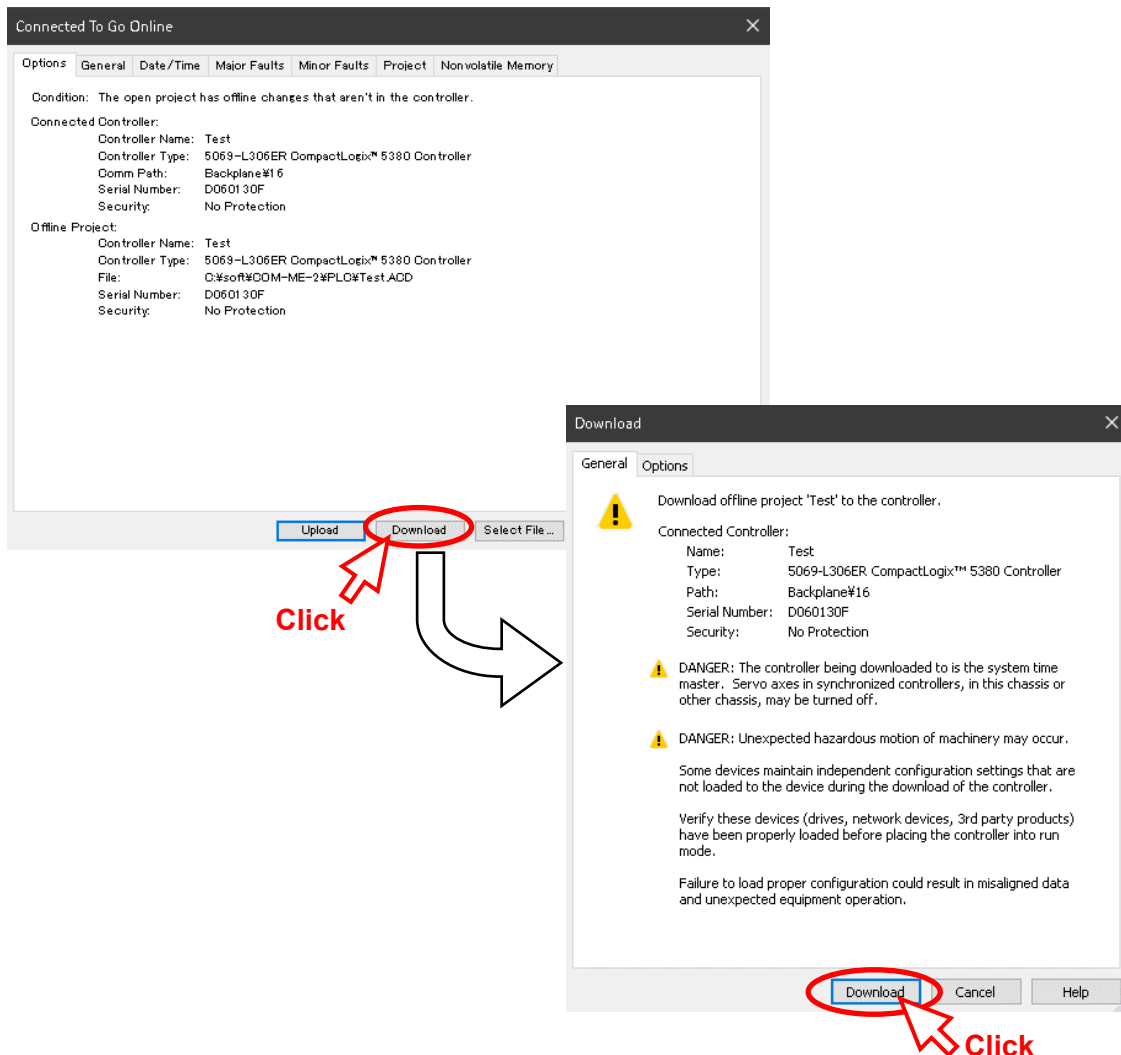 Connected To Go Online
Options General Date/Time Major Faults Minor Faults Project Nonvolatile Memory
Condition: The open project has offline changes that aren't in the controller.
Connected Controller:
Controller Name: Test
Controller Type: 5069-L306ER CompactLogix™ 5380 Controller
Comm Path: Backplane¥16
Serial Number: D060130F
Security: No Protection
Offline Project:
Controller Name: Test
Controller Type: 5069-L306ER CompactLogix™ 5380 Controller
File: C:¥soft¥COM-ME-2¥PLC¥Test.ACD
Serial Number: D060130F
Security: No Protection
Upload Download Select File...
Click
Download
General Options
Download offline project 'Test' to the controller.
Connected Controller:
Name: Test
Type: 5069-L306ER CompactLogix™ 5380 Controller
Path: Backplane¥16
Serial Number: D060130F
Security: No Protection
DANGER: The controller being downloaded to is the system time
master. Servo axes in synchronized controllers, in this chassis or
other chassis, may be turned off.
DANGER: Unexpected hazardous motion of machinery may occur.
Some devices maintain independent configuration settings that are
not loaded to the device during the download of the controller.
Verify these devices (drives, network devices, 3rd party products)
have been properly loaded before placing the controller into run
mode.
Failure to load proper configuration could result in misaligned data
and unexpected equipment operation.
Download Cancel Help
Click